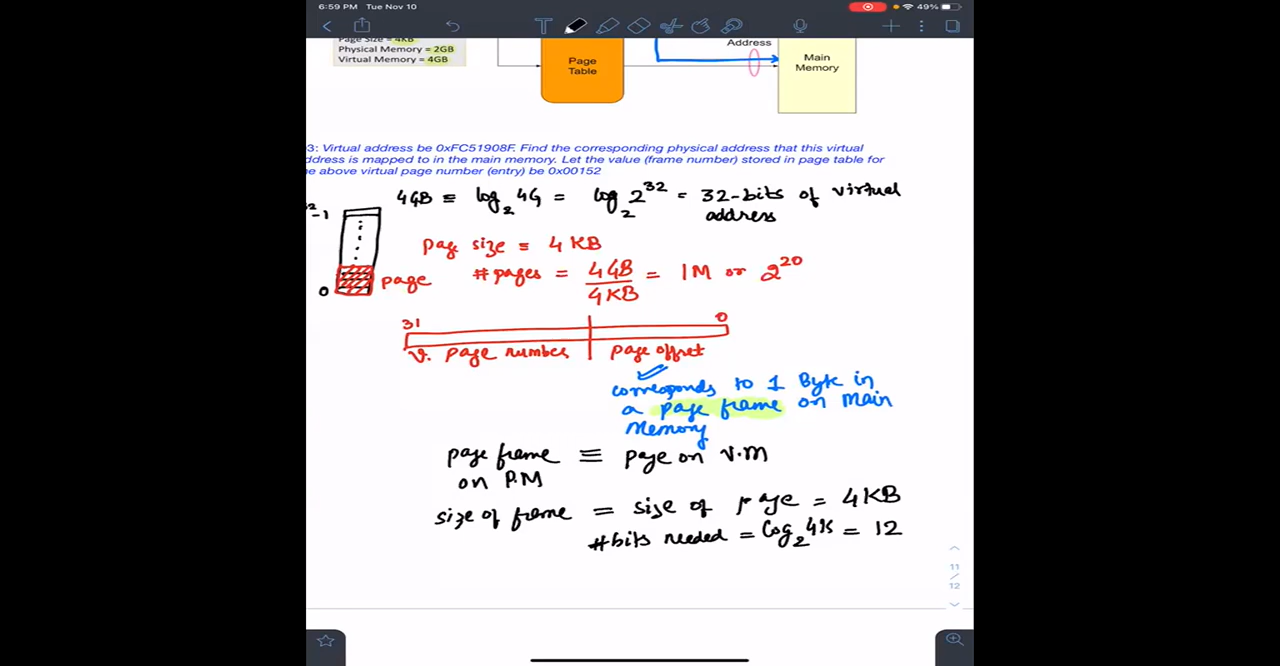 6:59 PM Tue Nov 10
49%
Page Size = 4KB
Physical Memory = 2GB
Virtual Memory = 4GB
Page
Table
Address
Main
Memory
3: Virtual address be 0xFC51908F. Find the corresponding physical address that this virtual
ddress is mapped to in the main memory. Let the value (frame number) stored in page table for
e above virtual page number (entry) be 0x00152
4GB ≡ log₂ 4G = log₂ 2³² = 32-bits of virtual
address
32-1
page size = 4 KB
# pages = 4GB/4KB = 1M or 2²⁰
page
0
31 0
V. page number page offset
corresponds to 1 Byte in
a page frame on Main
Memory
page frame ≡ page on V.M
on P.M
size of frame = size of page = 4KB
#bits needed = log₂ 4K = 12
11
/
12